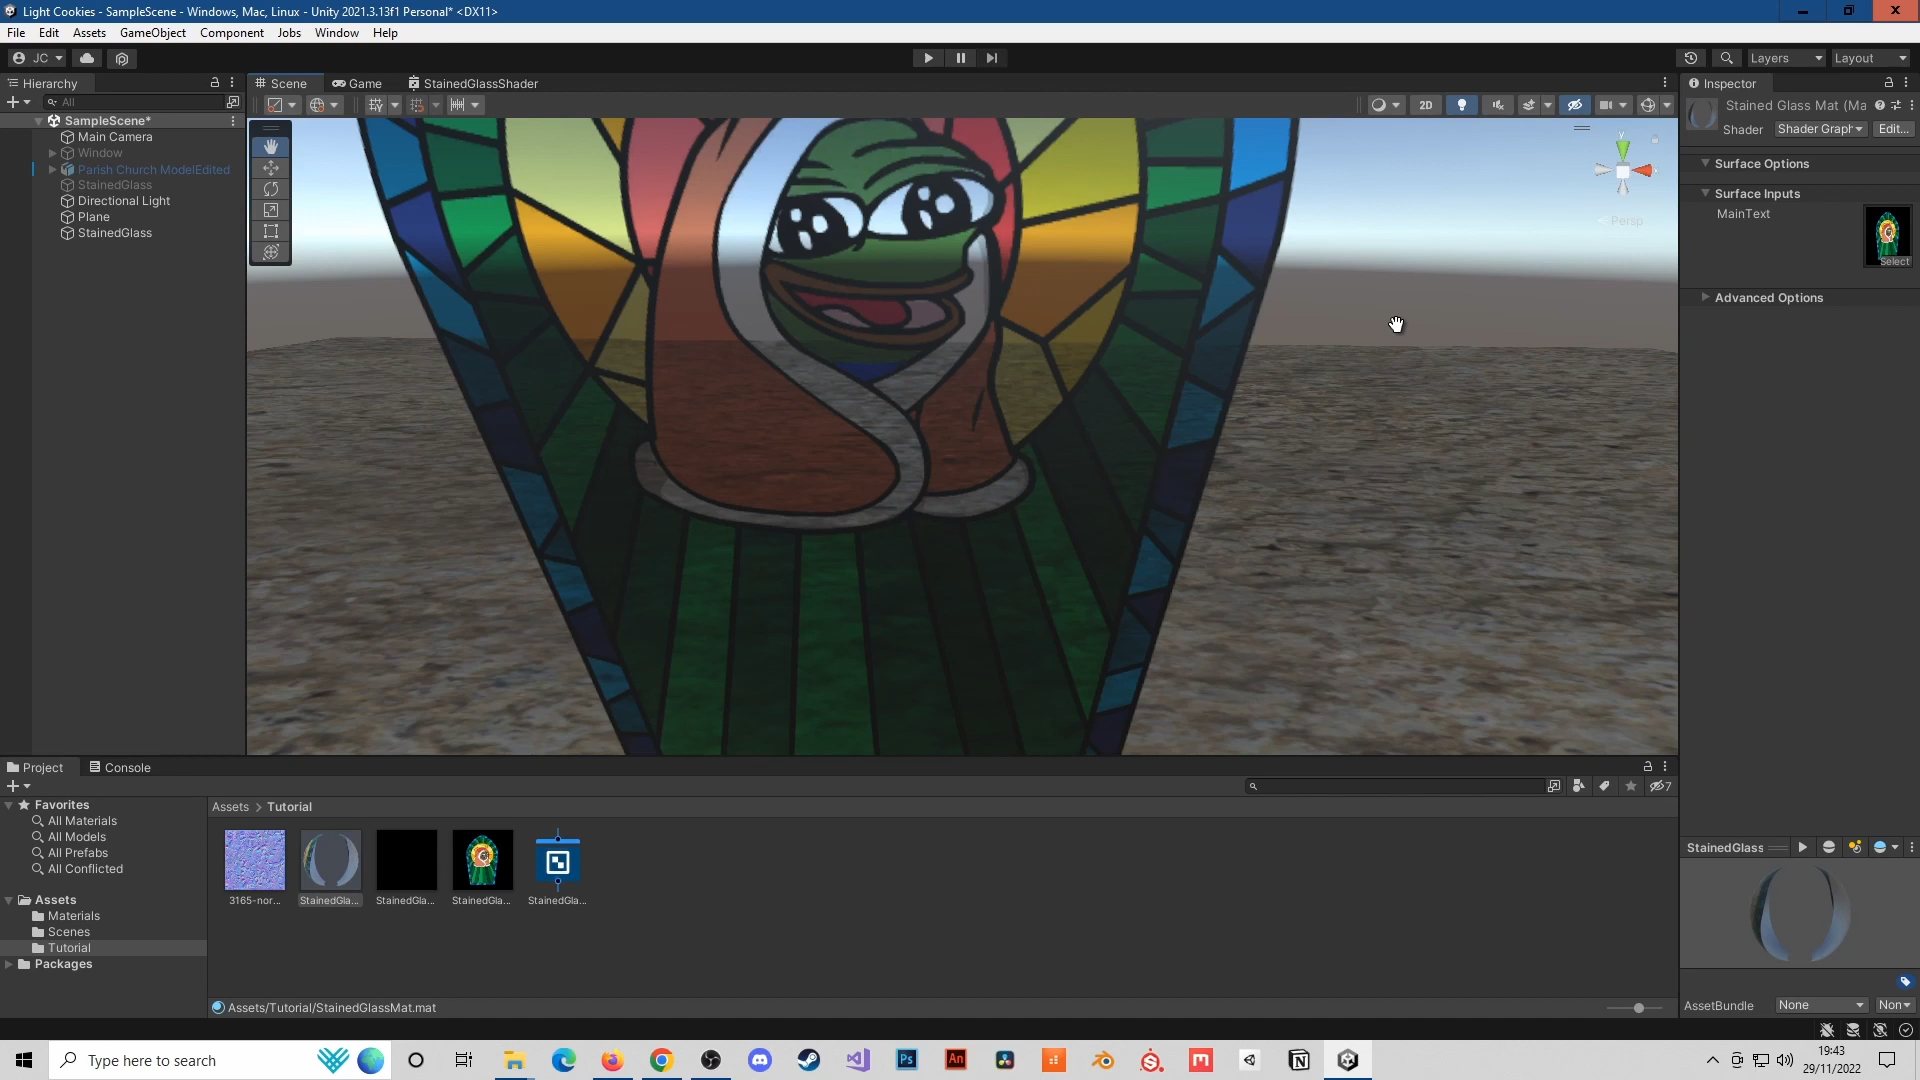 Light Cookies - SampleScene - Windows, Mac, Linux - Unity 2021.3.13f1 Personal* <DX11>
File Edit Assets GameObject Component Jobs Window Help
JC Layers Layout
Hierarchy Scene Game StainedGlassShader Inspector
All 2D Stained Glass Mat (Ma
SampleScene* Shader Shader Graph Edit...
Main Camera
Window
Parish Church ModelEdited
StainedGlass
Directional Light
Plane
StainedGlass
Y
Persp
Surface Options
Surface Inputs
MainText
Select
Advanced Options
Project Console
7
Favorites
All Materials
All Models
All Prefabs
All Conflicted
Assets
Materials
Scenes
Tutorial
Packages
Assets > Tutorial
3165-nor... StainedGla... StainedGla... StainedGla... StainedGla...
Assets/Tutorial/StainedGlassMat.mat
StainedGlass
AssetBundle None Non
Type here to search
19:43
29/11/2022